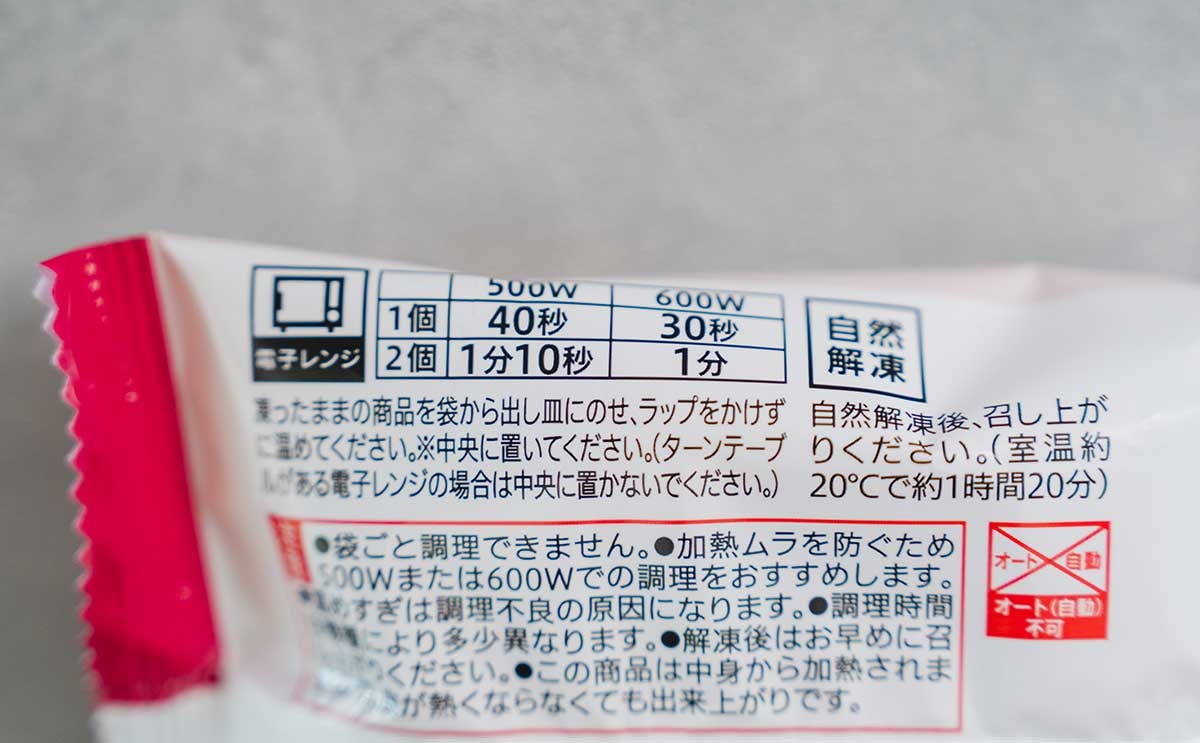 500W 600W
1個 40秒 30秒
2個 1分10秒 1分
電子レンジ
凍ったままの商品を袋から出し皿にのせ、ラップをかけず
に温めてください。※中央に置いてください。(ターンテーブ
ルがある電子レンジの場合は中央に置かないでください。)
自然
解凍
自然解凍後、召し上が
りください。(室温約
20℃で約1時間20分)
●袋ごと調理できません。●加熱ムラを防ぐため
500Wまたは600Wでの調理をおすすめします。
●温めすぎは調理不良の原因になります。●調理時間
により多少異なります。●解凍後はお早めに召
ください。●この商品は中身から加熱されま
が熱くならなくても出来上がりです。
オート 自動
オート(自動)
不可